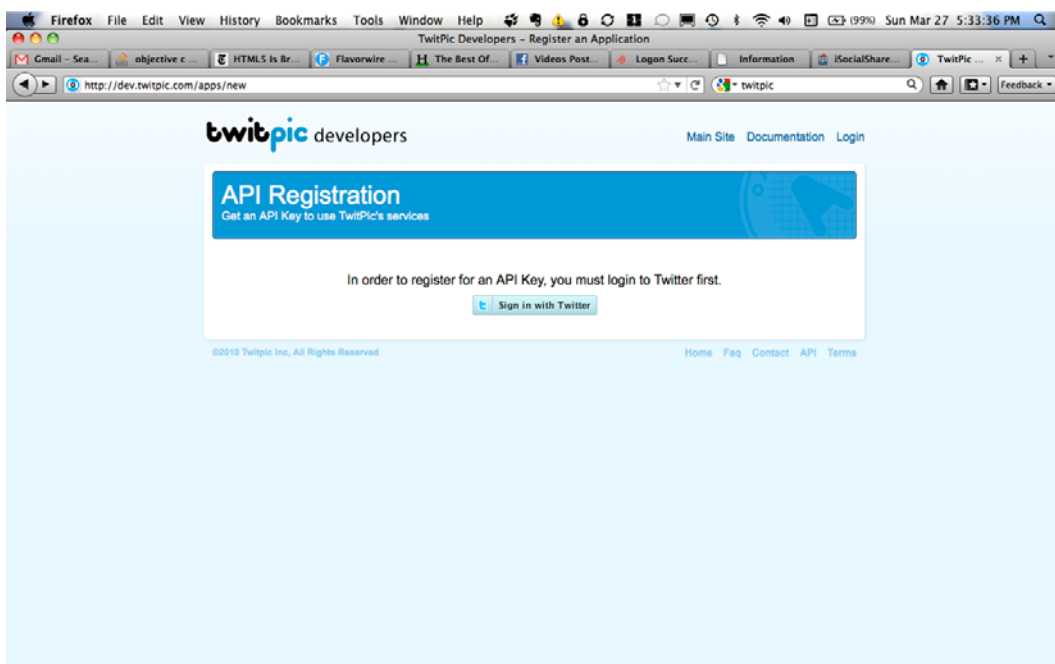 Firefox File Edit View History Bookmarks Tools Window Help (99%) Sun Mar 27 5:33:36 PM
TwitPic Developers – Register an Application
Gmail – Sea... objective c ... HTML5 Is Br... Flavorwire ... The Best Of... Videos Post... Logon Succ... Information iSocialShare... TwitPic ...
http://dev.twitpic.com/apps/new twitpic Feedback
twitpic developers Main Site Documentation Login
API Registration
Get an API Key to use TwitPic's services
In order to register for an API Key, you must login to Twitter first.
Sign in with Twitter
©2010 Twitpic Inc, All Rights Reserved Home Faq Contact API Terms